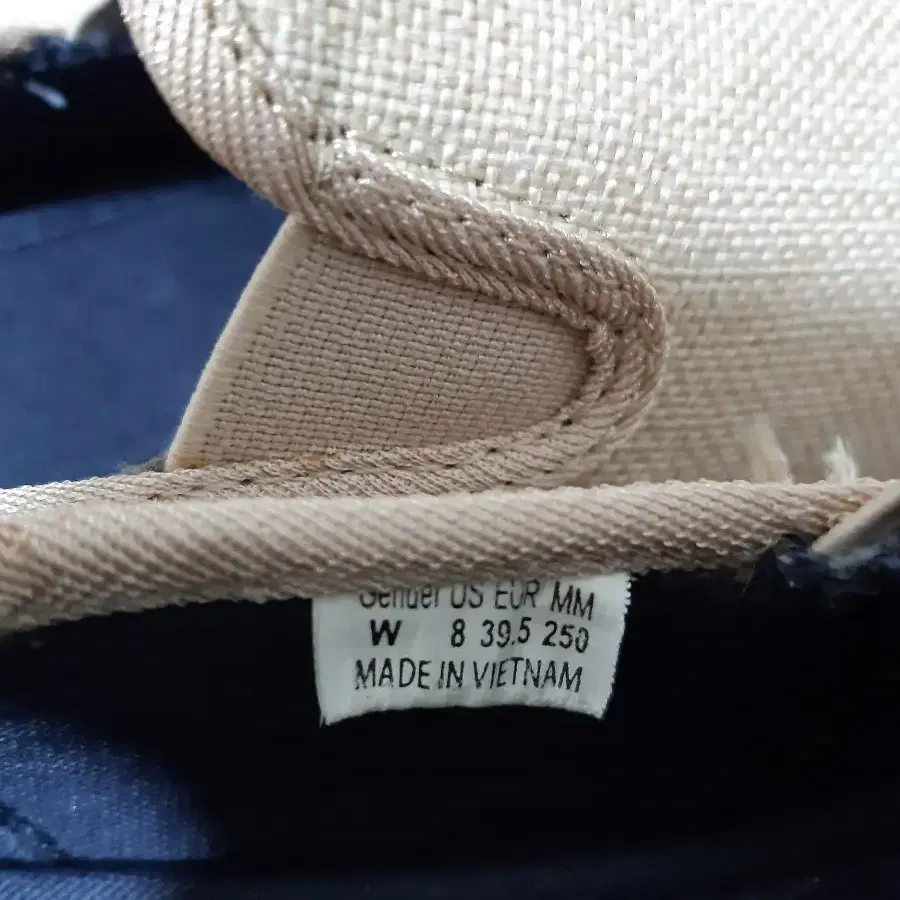 Gender US EUR MM
W 8 39.5 250
MADE IN VIETNAM